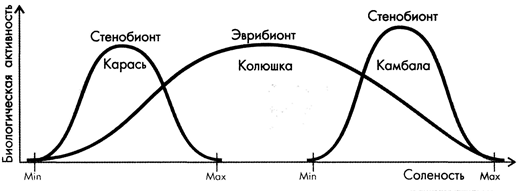 Биологическая активность
Стенобионт
Карась
Эврибионт
Колюшка
Стенобионт
Камбала
Min
Max
Min
Соленость
Max